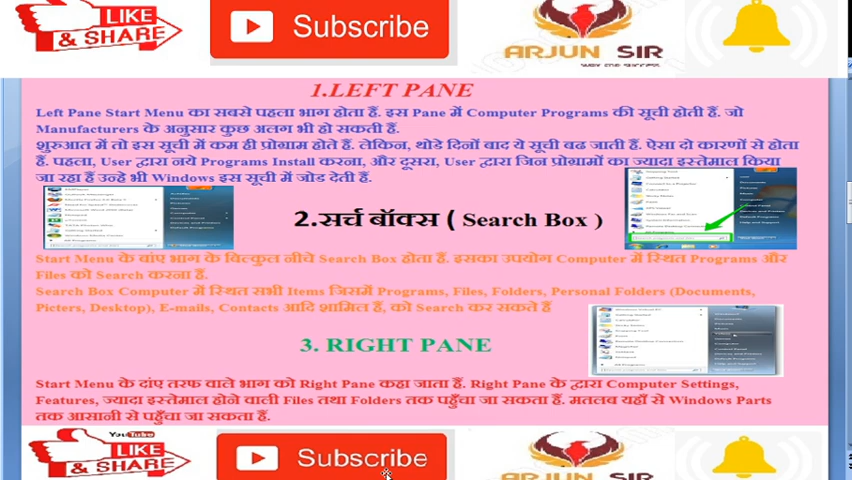 LIKE
& SHARE
Subscribe
ARJUN SIR
1.LEFT PANE
Left Pane Start Menu का सबसे पहला भाग होता हैं. इस Pane में Computer Programs की सूची होती हैं. जो
Manufacturers के अनुसार कुछ अलग भी हो सकती हैं.
शुरुआत में तो इस सूची में कम ही प्रोग्राम होते हैं. लेकिन, थोडे दिनों बाद ये सूची बढ जाती हैं. ऐसा दो कारणों से होता
हैं. पहला, User द्वारा नये Programs Install करना, और दूसरा, User द्वारा जिन प्रोग्रामों का ज्यादा इस्तेमाल किया
जा रहा हैं उन्हे भी Windows इस सूची में जोड देती हैं.
2.सर्च बॉक्स ( Search Box )
Start Menu के बांए भाग के बिल्कुल नीचे Search Box होता हैं. इसका उपयोग Computer में स्थित Programs और
Files को Search करना हैं.
Search Box Computer में स्थित सभी Items जिसमें Programs, Files, Folders, Personal Folders (Documents,
Picters, Desktop), E-mails, Contacts आदि शामिल हैं, को Search कर सकते हैं
3. RIGHT PANE
Start Menu के दांए तरफ वाले भाग को Right Pane कहा जाता हैं. Right Pane के द्वारा Computer Settings,
Features, ज्यादा इस्तेमाल होने वाली Files तथा Folders तक पहुँचा जा सकता हैं. मतलब यहाँ से Windows Parts
तक आसानी से पहुँचा जा सकता हैं.
YouTube
LIKE
& SHARE
Subscribe
ARJUN SIR